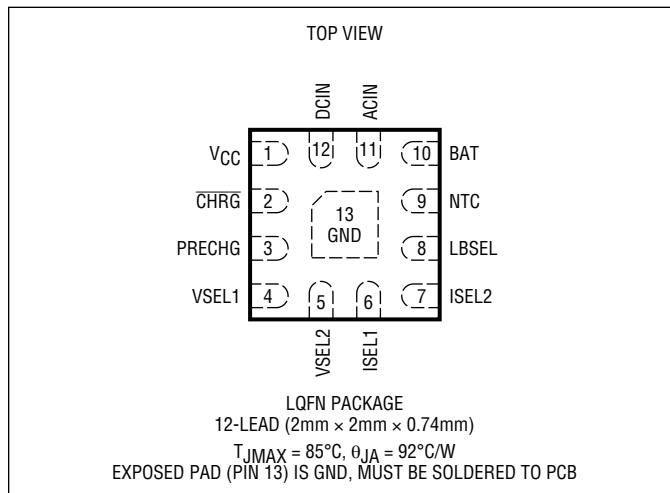 TOP VIEW
DCIN
ACIN
VCC
1
12
11
10
BAT
CHRG
2
9
NTC
13
GND
PRECHG
3
8
LBSEL
VSEL1
4
5
6
7
ISEL2
VSEL2
ISEL1
LQFN PACKAGE
12-LEAD (2mm × 2mm × 0.74mm)
TJMAX = 85°C, θJA = 92°C/W
EXPOSED PAD (PIN 13) IS GND, MUST BE SOLDERED TO PCB